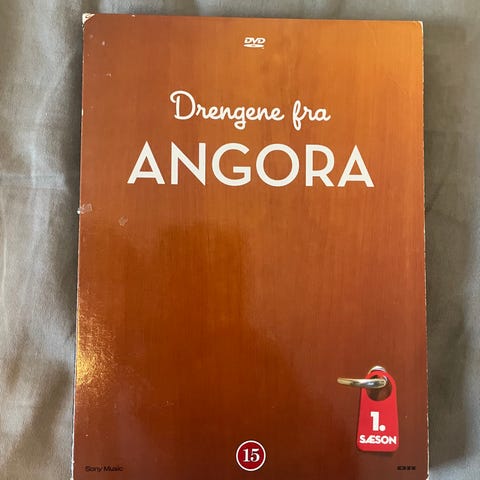 DVD
Drengene fra
ANGORA
1.
SÆSON
15
Sony Music